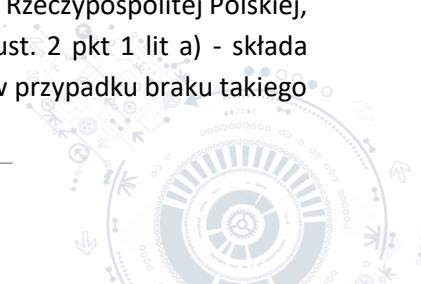 Rzeczypospolitej Polskiej,
ust. 2 pkt 1 lit a) - składa
w przypadku braku takiego